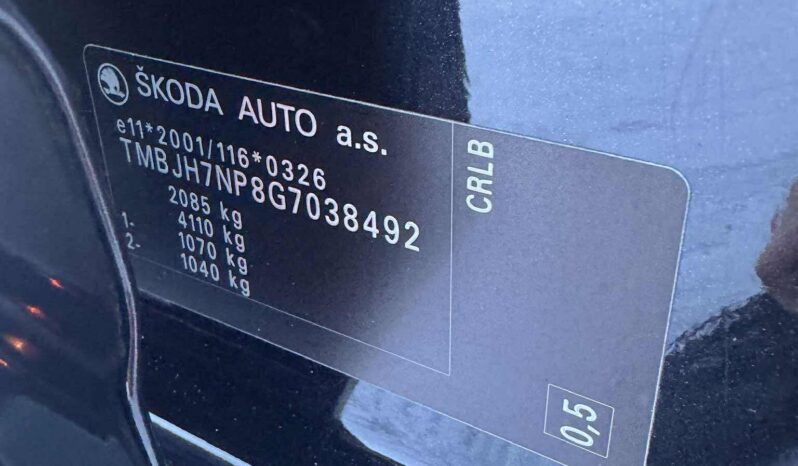 ŠKODA AUTO a.s.
e11*2001/116*0326
TMBJH7NP8G7038492
2085 kg
4110 kg
1- 1070 kg
2- 1040 kg
CRLB
0,5